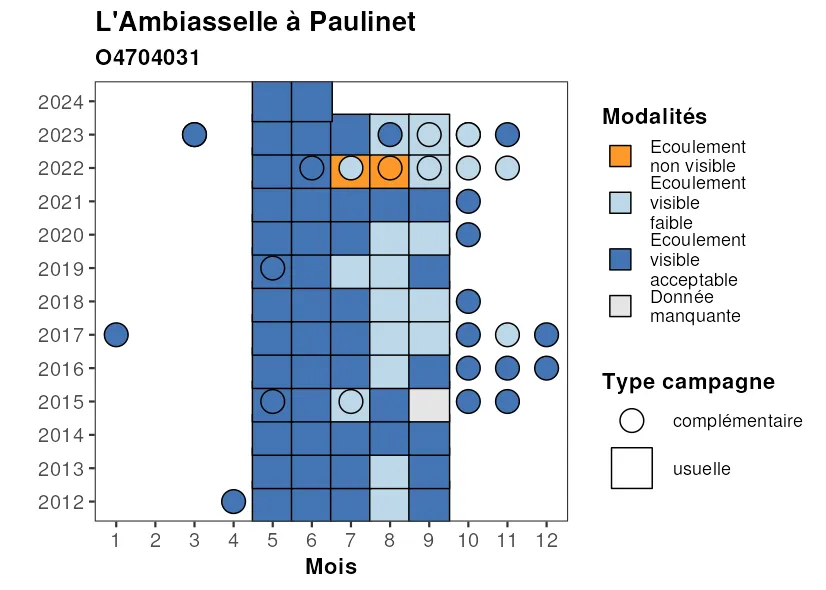 L'Ambiasselle à Paulinet
O4704031
2024
2023
2022
2021
2020
2019
2018
2017
2016
2015
2014
2013
2012
1 2 3 4 5 6 7 8 9 10 11 12
Mois
Modalités
Ecoulement
non visible
Ecoulement
visible
faible
Ecoulement
visible
acceptable
Donnée
manquante
Type campagne
complémentaire
usuelle